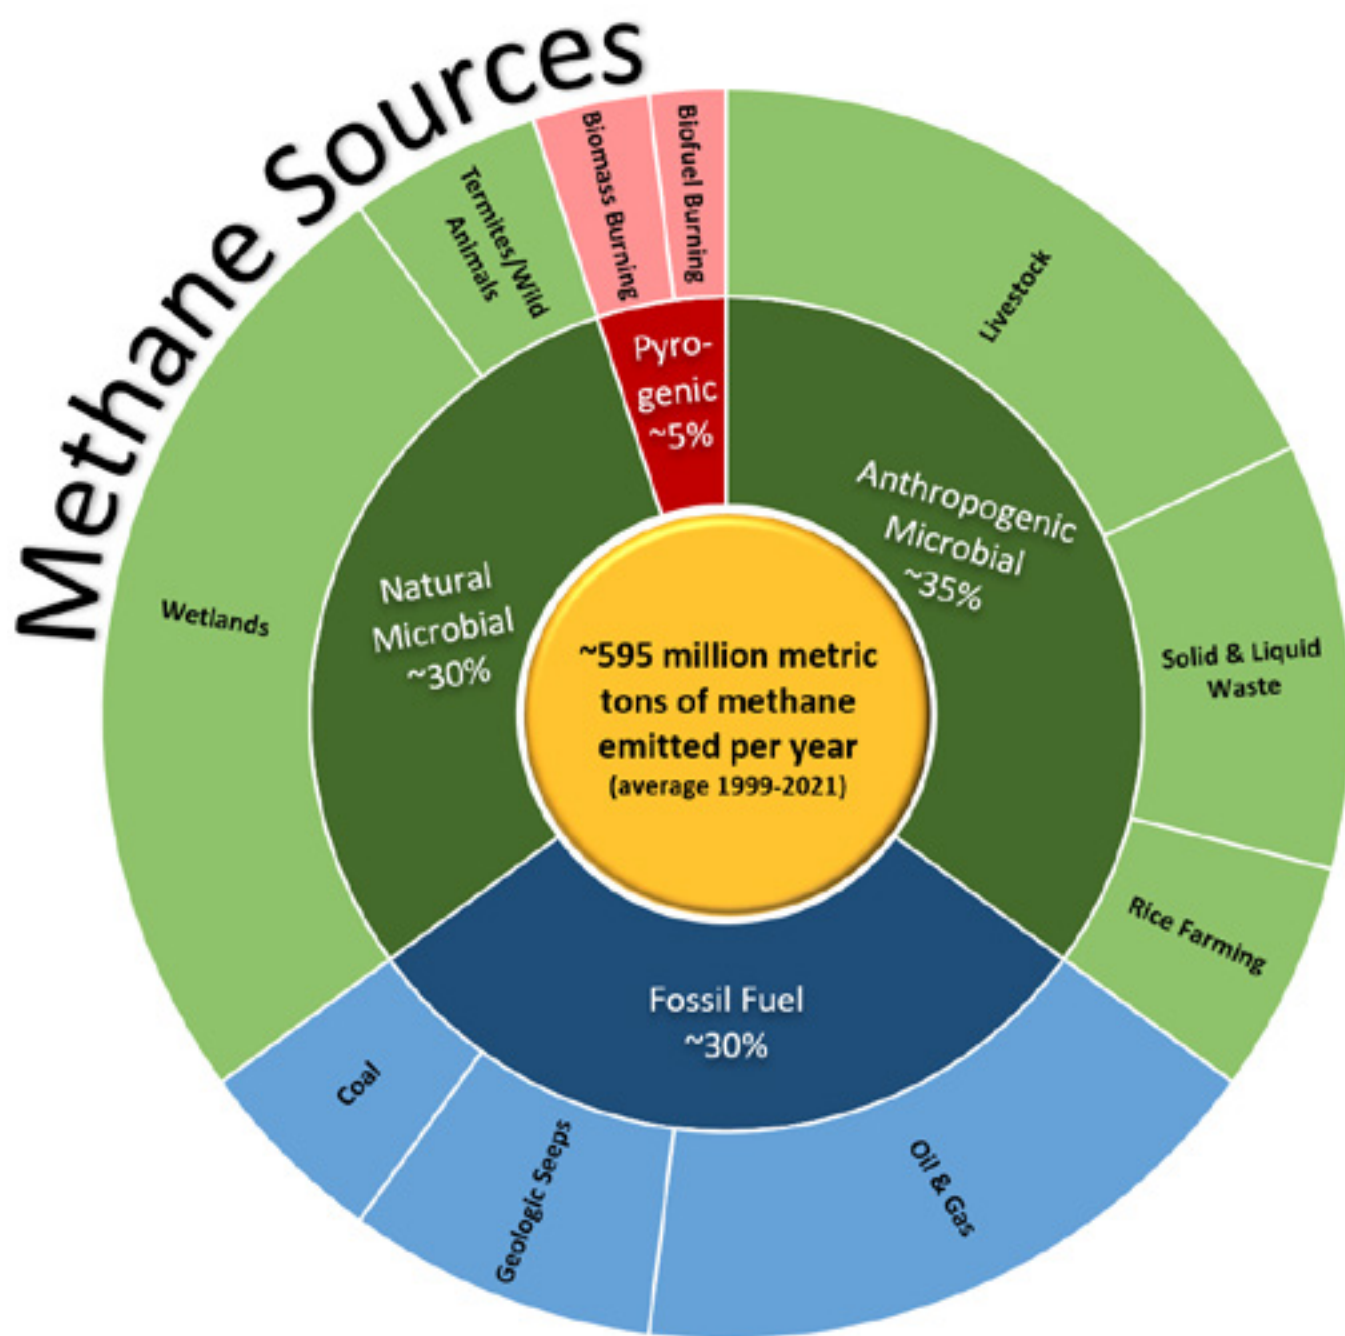 Methane Sources
Biomass Burning
Biofuel Burning
Termites/Wild
Animals
Livestock
Pyro-
genic
~5%
Anthropogenic
Microbial
~35%
Natural
Microbial
~30%
Wetlands
~595 million metric
tons of methane
emitted per year
(average 1999-2021)
Solid & Liquid
Waste
Rice Farming
Fossil Fuel
~30%
Coal
Geologic Seeps
Oil & Gas